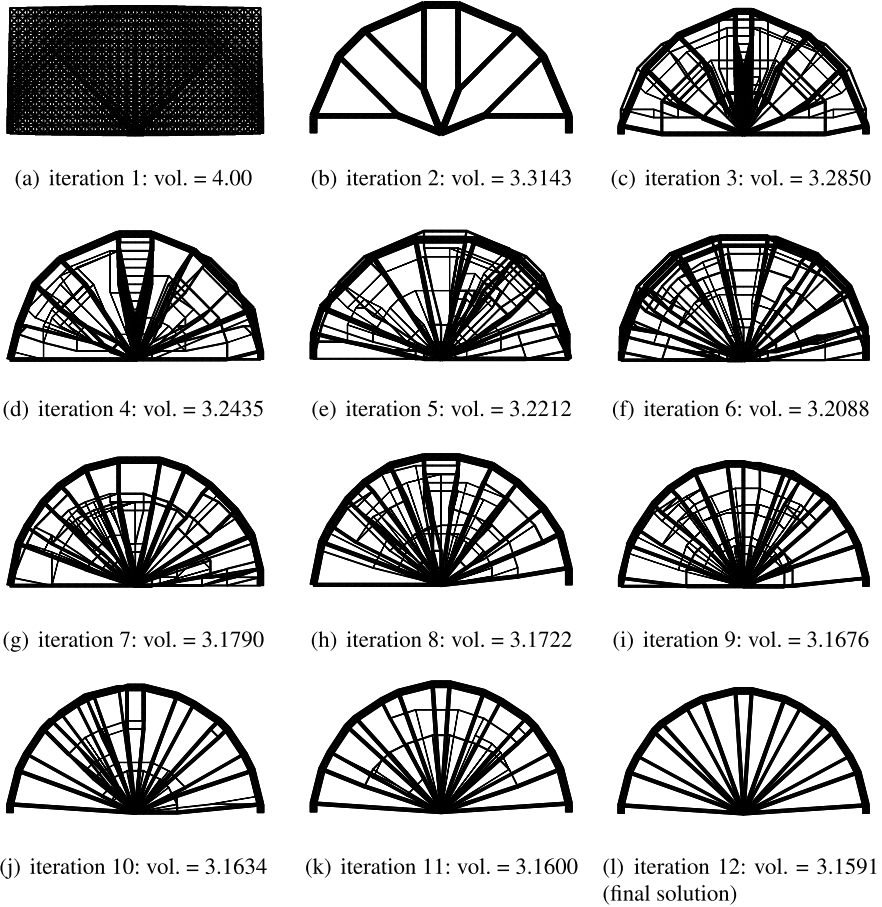 (a) iteration 1: vol. = 4.00
(b) iteration 2: vol. = 3.3143
(c) iteration 3: vol. = 3.2850
(d) iteration 4: vol. = 3.2435
(e) iteration 5: vol. = 3.2212
(f) iteration 6: vol. = 3.2088
(g) iteration 7: vol. = 3.1790
(h) iteration 8: vol. = 3.1722
(i) iteration 9: vol. = 3.1676
(j) iteration 10: vol. = 3.1634
(k) iteration 11: vol. = 3.1600
(l) iteration 12: vol. = 3.1591
(final solution)